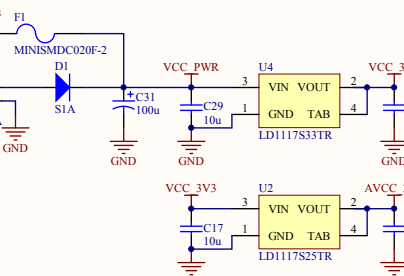 F1
MINISMDC020F-2
D1
S1A
C31
100u
GND
GND
VCC_PWR
C29
10u
GND
U4
3
VIN VOUT
2
1
GND TAB
4
LD1117S33TR
GND
VCC_3V3
C17
10u
U2
3
VIN VOUT
2
1
GND TAB
4
LD1117S25TR